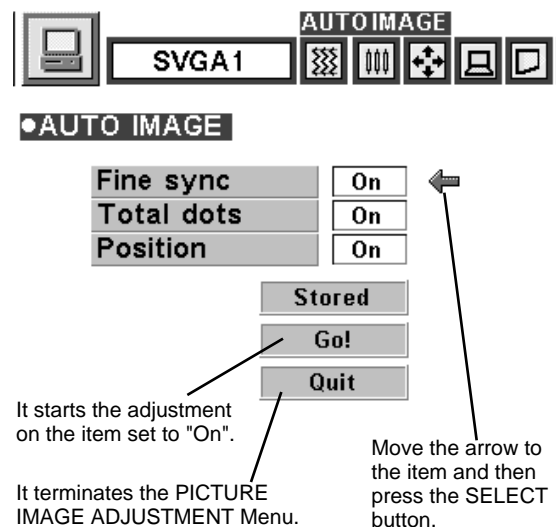 AUTO IMAGE
SVGA1
●AUTO IMAGE
Fine sync On
Total dots On
Position On
Stored
Go!
Quit
It starts the adjustment
on the item set to "On".
Move the arrow to
the item and then
press the SELECT
button.
It terminates the PICTURE
IMAGE ADJUSTMENT Menu.